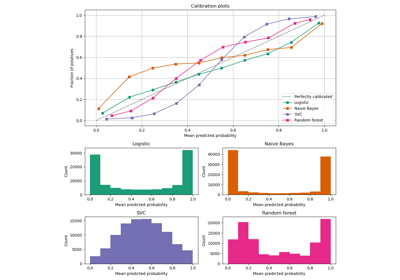 Calibration plots
1.0
0.8
0.6
0.4
0.2
0.0
Fraction of positives
Perfectly calibrated
Logistic
Naive Bayes
SVC
Random forest
0.0 0.2 0.4 0.6 0.8 1.0
Mean predicted probability
Logistic
30000
20000
10000
0
Count
0.0 0.2 0.4 0.6 0.8 1.0
Mean predicted probability
Naive Bayes
40000
30000
20000
10000
0
Count
0.0 0.2 0.4 0.6 0.8 1.0
Mean predicted probability
SVC
15000
10000
5000
0
Count
0.0 0.2 0.4 0.6 0.8 1.0
Mean predicted probability
Random forest
20000
15000
10000
5000
0
Count
0.0 0.2 0.4 0.6 0.8 1.0
Mean predicted probability